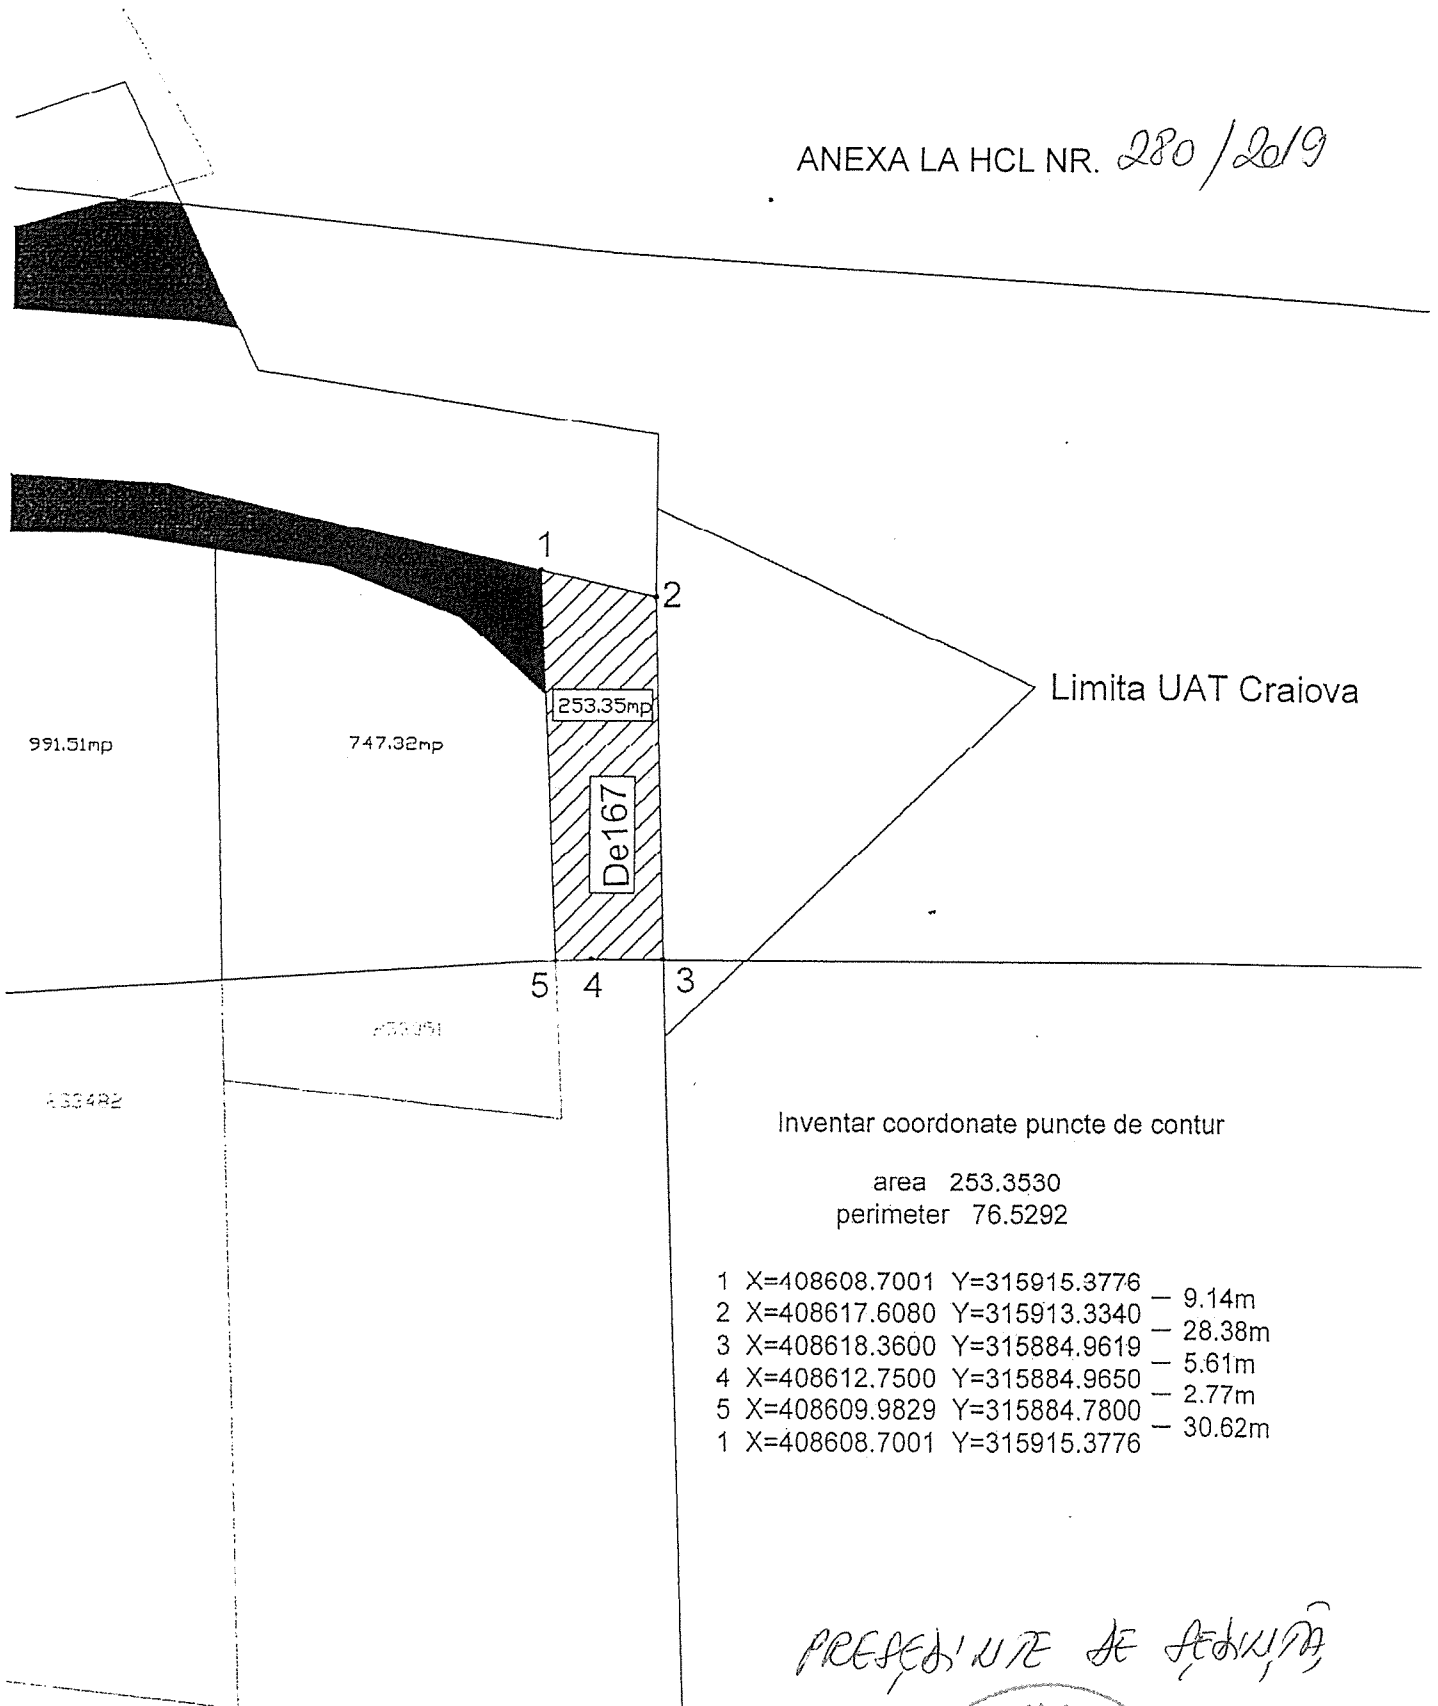 ANEXA LA HCL NR. 280/2019
1
2
253.35mp
Limita UAT Craiova
991.51mp
747.32mp
De167
5
4
3
Inventar coordonate puncte de contur
area 253.3530
perimeter 76.5292
1 X=408608.7001 Y=315915.3776
— 9.14m
2 X=408617.6080 Y=315913.3340
— 28.38m
3 X=408618.3600 Y=315884.9619
— 5.61m
4 X=408612.7500 Y=315884.9650
— 2.77m
5 X=408609.9829 Y=315884.7800
— 30.62m
1 X=408608.7001 Y=315915.3776
PREŞEDINTE DE ŞEDINŢĂ